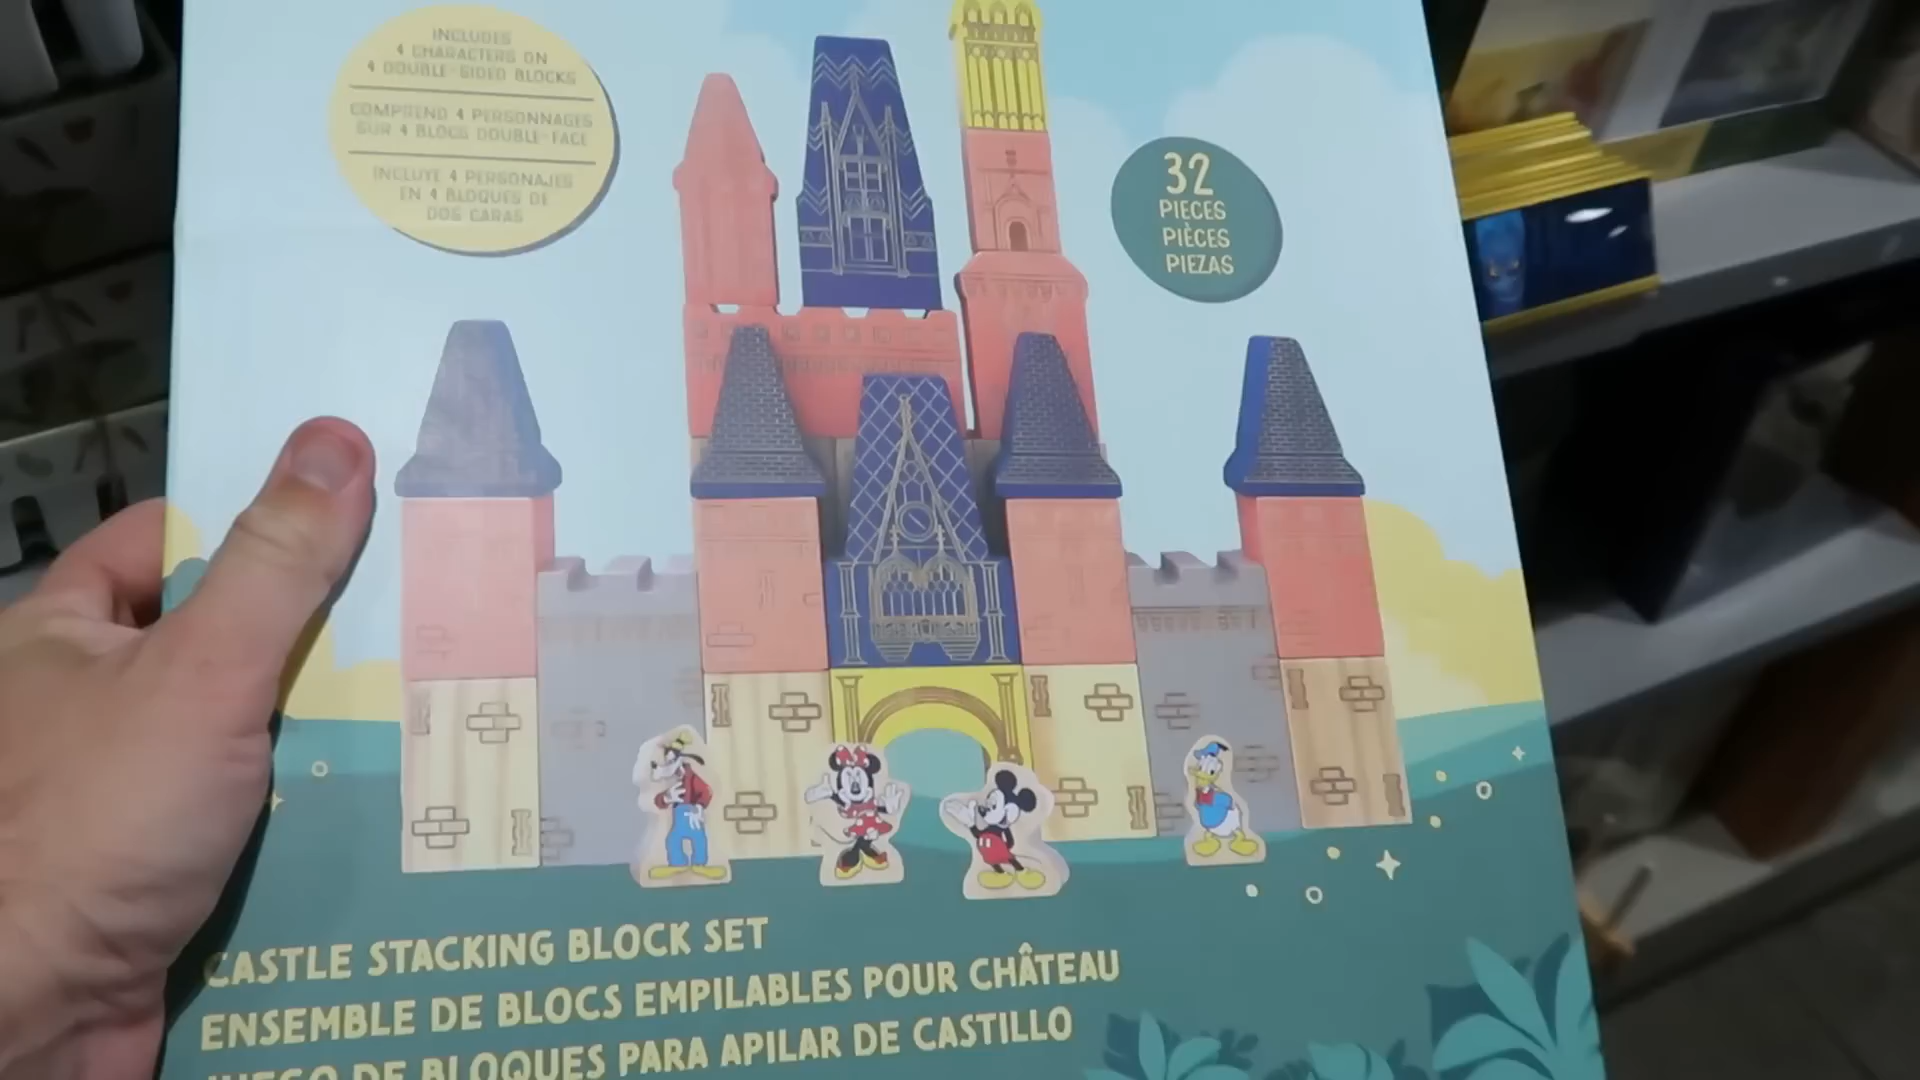 INCLUDES
4 CHARACTERS ON
4 DOUBLE-SIDED BLOCKS
COMPREND 4 PERSONNAGES
SUR 4 BLOCS DOUBLE-FACE
INCLUYE 4 PERSONAJES
EN 4 BLOQUES DE
DOS CARAS
32
PIECES
PIÈCES
PIEZAS
CASTLE STACKING BLOCK SET
ENSEMBLE DE BLOCS EMPILABLES POUR CHÂTEAU
JUEGO DE BLOQUES PARA APILAR DE CASTILLO